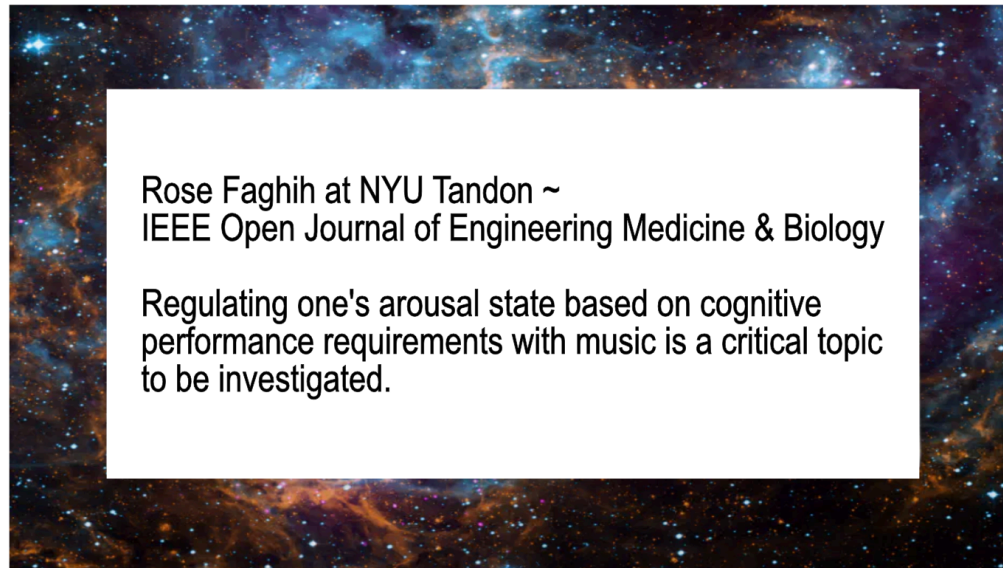 Rose Faghih at NYU Tandon ~
IEEE Open Journal of Engineering Medicine & Biology
Regulating one's arousal state based on cognitive
performance requirements with music is a critical topic
to be investigated.